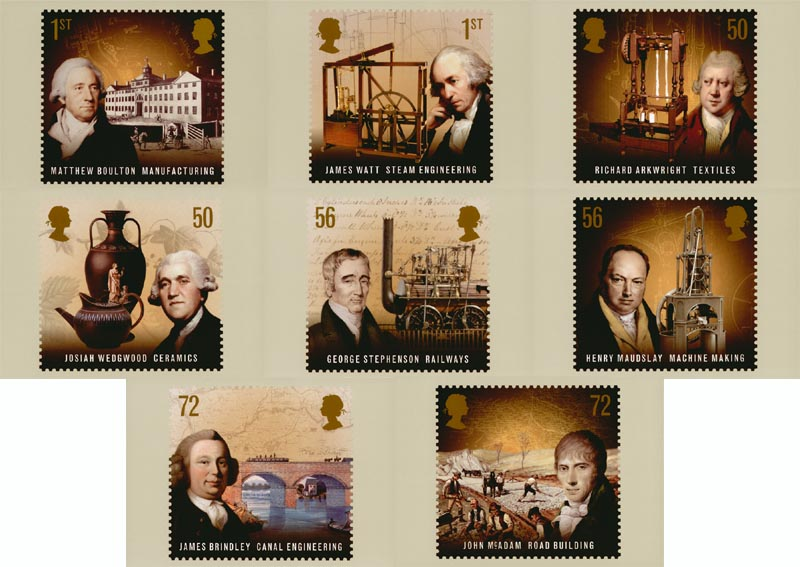 1ST
MATTHEW BOULTON MANUFACTURING
1ST
JAMES WATT STEAM ENGINEERING
50
RICHARD ARKWRIGHT TEXTILES
50
JOSIAH WEDGWOOD CERAMICS
56
GEORGE STEPHENSON RAILWAYS
56
HENRY MAUDSLAY MACHINE MAKING
72
JAMES BRINDLEY CANAL ENGINEERING
72
JOHN McADAM ROAD BUILDING